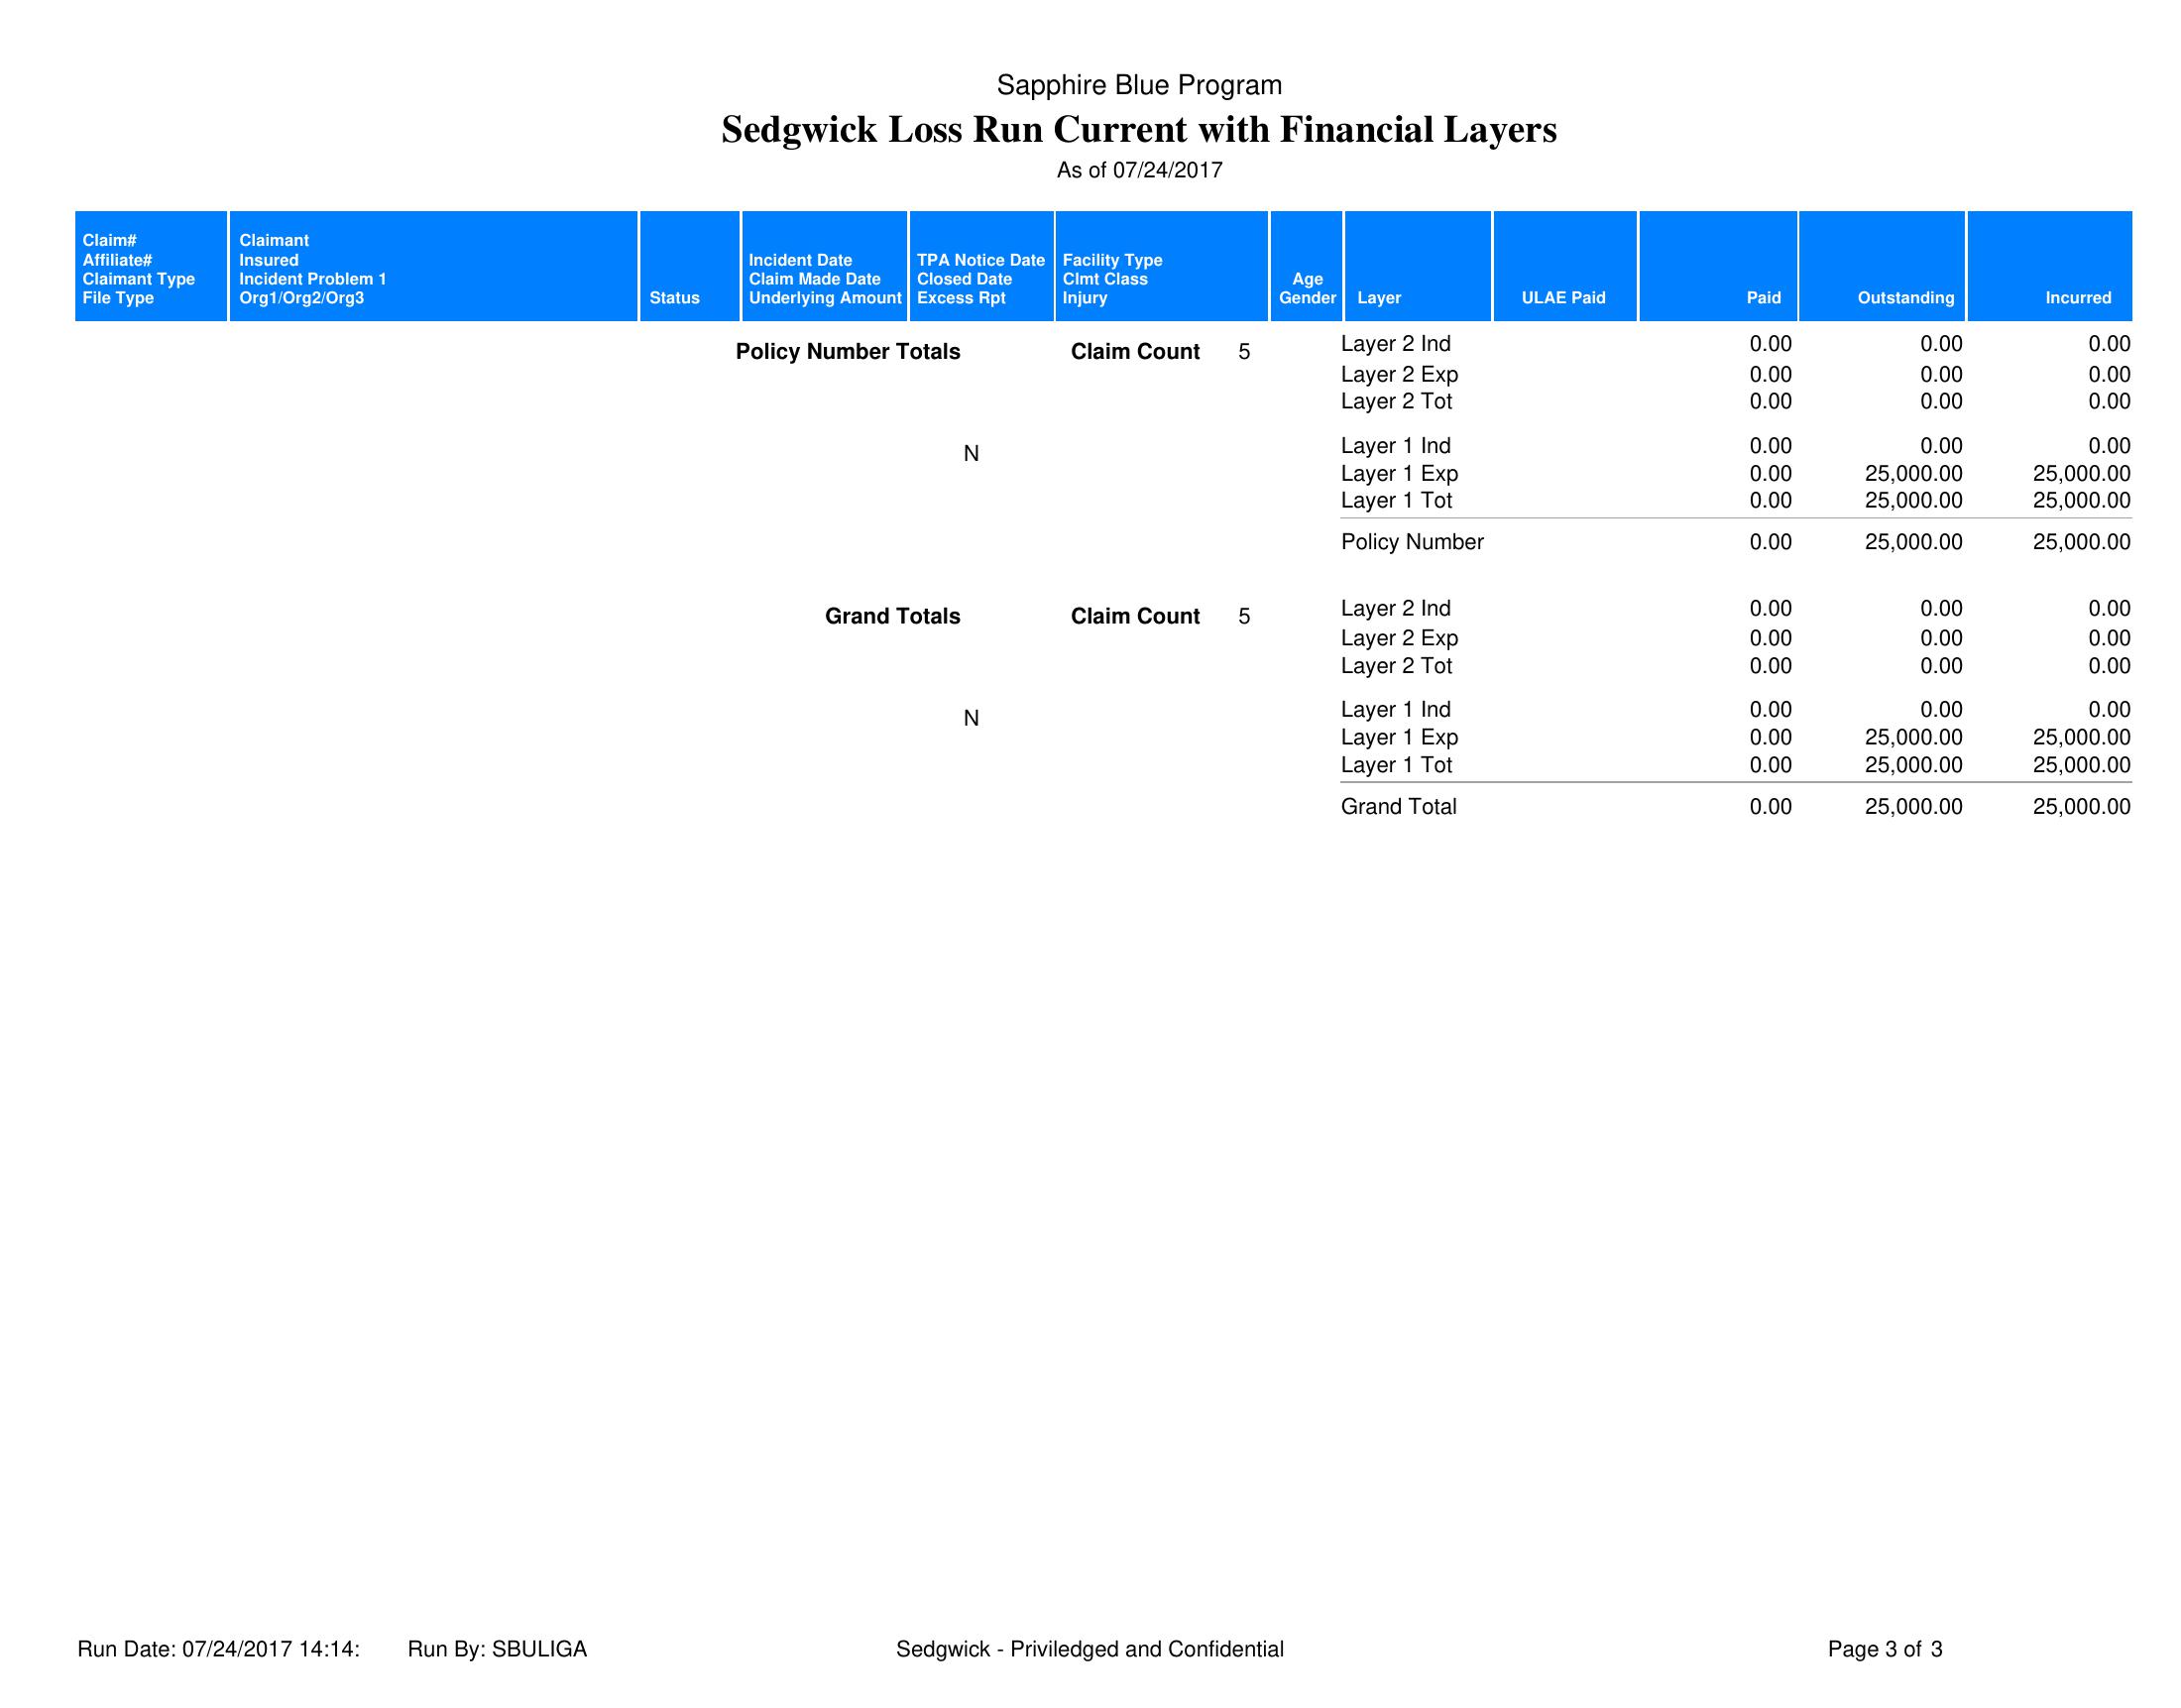 Sapphire Blue Program
Sedgwick Loss Run Current with Financial Layers
As of 07/24/2017
Claim#
Affiliate#
Claimant Type
File Type
Claimant
Insured
Incident Problem 1
Org1/Org2/Org3
Status
Incident Date
Claim Made Date
Underlying Amount
TPA Notice Date
Closed Date
Excess Rpt
Facility Type
Clmt Class
Injury
Age
Gender
Layer
ULAE Paid
Paid
Outstanding
Incurred
Policy Number Totals Claim Count 5 Layer 2 Ind 0.00 0.00 0.00
Layer 2 Exp 0.00 0.00 0.00
Layer 2 Tot 0.00 0.00 0.00
N Layer 1 Ind 0.00 0.00 0.00
Layer 1 Exp 0.00 25,000.00 25,000.00
Layer 1 Tot 0.00 25,000.00 25,000.00
Policy Number 0.00 25,000.00 25,000.00
Grand Totals Claim Count 5 Layer 2 Ind 0.00 0.00 0.00
Layer 2 Exp 0.00 0.00 0.00
Layer 2 Tot 0.00 0.00 0.00
N Layer 1 Ind 0.00 0.00 0.00
Layer 1 Exp 0.00 25,000.00 25,000.00
Layer 1 Tot 0.00 25,000.00 25,000.00
Grand Total 0.00 25,000.00 25,000.00
Run Date: 07/24/2017 14:14: Run By: SBULIGA Sedgwick - Priviledged and Confidential Page 3 of 3